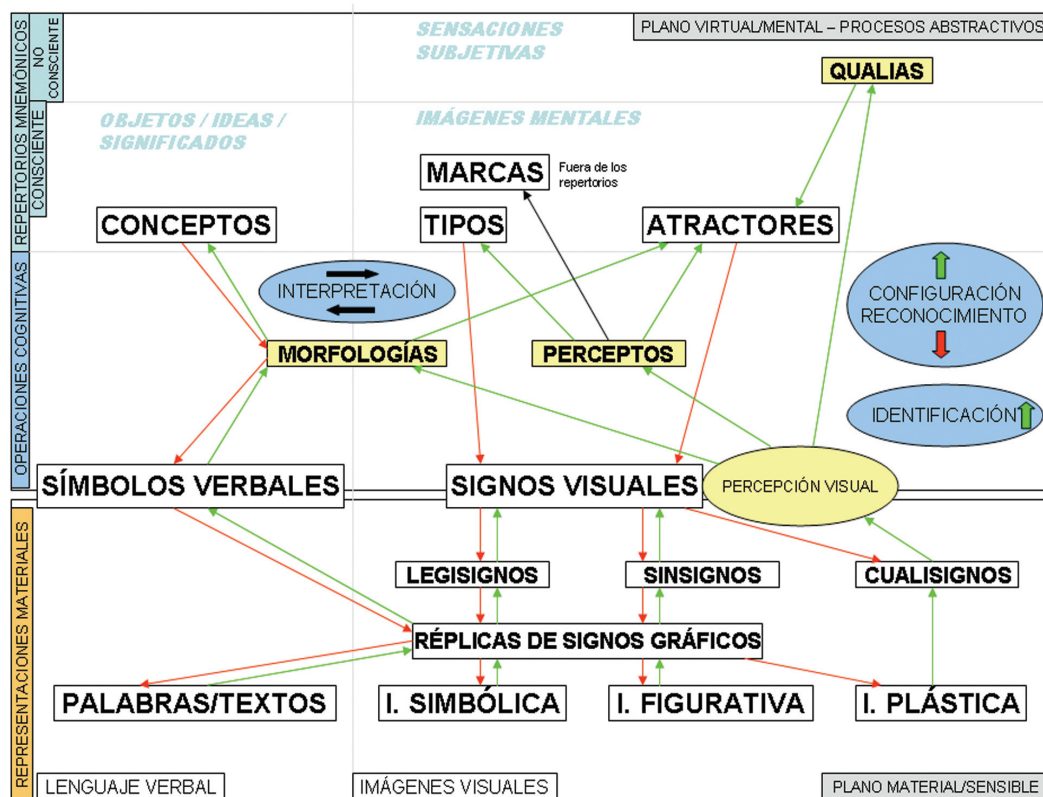 REPERTORIOS MNEMÓNICOS
NO
CONSCIENTE
SENSACIONES
SUBJETIVAS
PLANO VIRTUAL/MENTAL – PROCESOS ABSTRACTIVOS
QUALIAS
CONSCIENTE
OBJETOS / IDEAS /
SIGNIFICADOS
IMÁGENES MENTALES
MARCAS
Fuera de los
repertorios
CONCEPTOS
TIPOS
ATRACTORES
OPERACIONES COGNITIVAS
INTERPRETACIÓN
CONFIGURACIÓN
RECONOCIMIENTO
MORFOLOGÍAS
PERCEPTOS
IDENTIFICACIÓN
SÍMBOLOS VERBALES
SIGNOS VISUALES
PERCEPCIÓN VISUAL
REPRESENTACIONES MATERIALES
LEGISIGNOS
SINSIGNOS
CUALISIGNOS
RÉPLICAS DE SIGNOS GRÁFICOS
PALABRAS/TEXTOS
I. SIMBÓLICA
I. FIGURATIVA
I. PLÁSTICA
LENGUAJE VERBAL
IMÁGENES VISUALES
PLANO MATERIAL/SENSIBLE